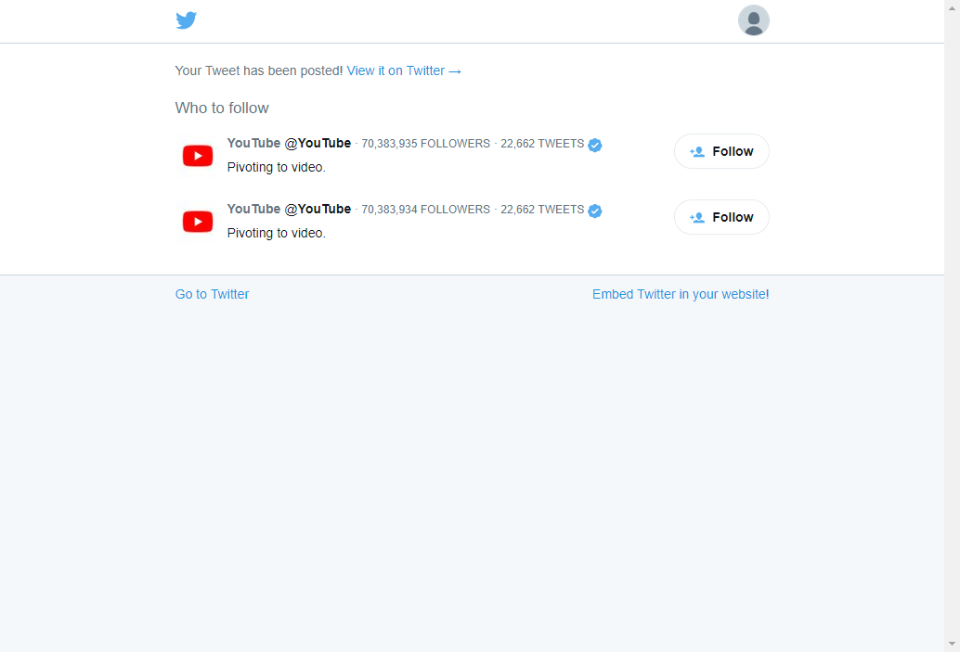 Your Tweet has been posted! View it on Twitter →
Who to follow
YouTube @YouTube · 70,383,935 FOLLOWERS · 22,662 TWEETS
Pivoting to video.
Follow
YouTube @YouTube · 70,383,934 FOLLOWERS · 22,662 TWEETS
Pivoting to video.
Follow
Go to Twitter
Embed Twitter in your website!